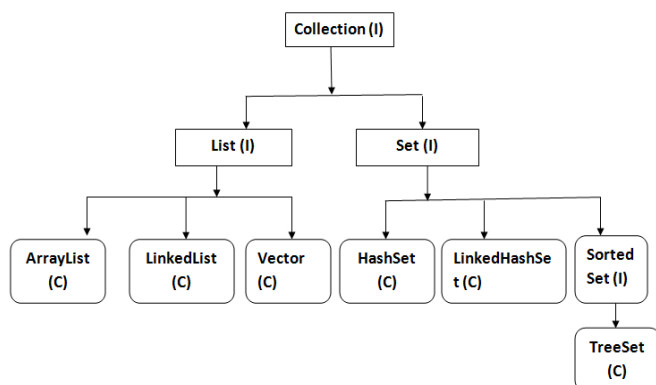 Collection (I)
List (I)
Set (I)
ArrayList
(C)
LinkedList
(C)
Vector
(C)
HashSet
(C)
LinkedHashSe
t (C)
Sorted
Set (I)
TreeSet
(C)